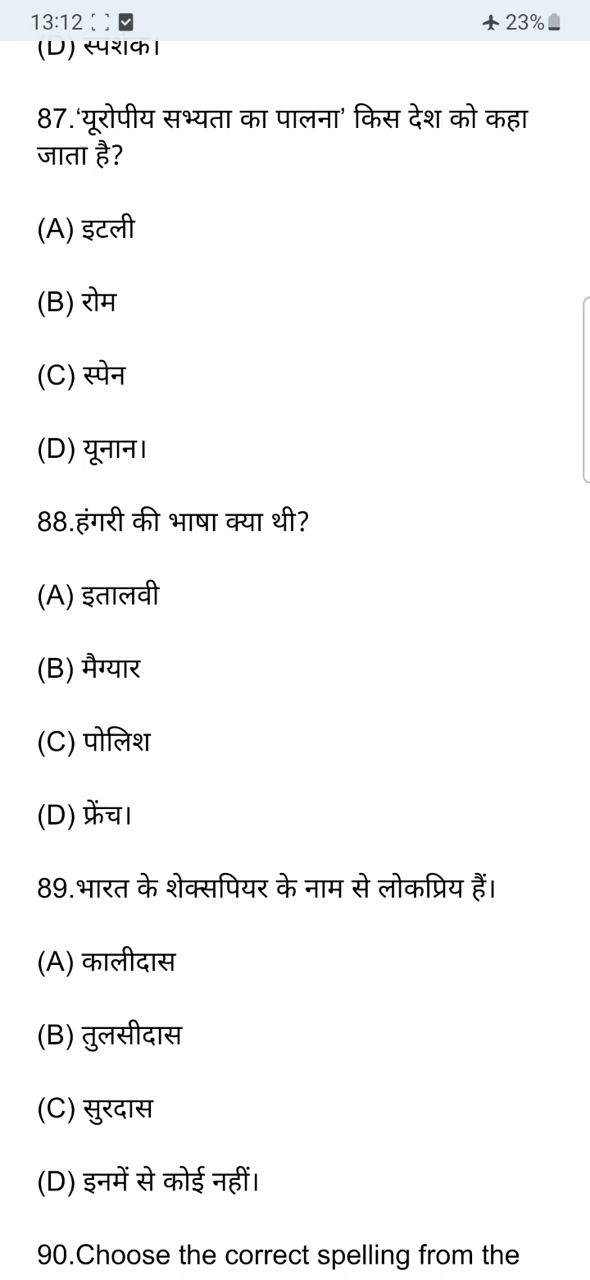 13:12
23%
(D) स्पर्शक।
87.‘यूरोपीय सभ्यता का पालना’ किस देश को कहा
जाता है?
(A) इटली
(B) रोम
(C) स्पेन
(D) यूनान।
88.हंगरी की भाषा क्या थी?
(A) इतालवी
(B) मैग्यार
(C) पोलिश
(D) फ्रेंच।
89.भारत के शेक्सपियर के नाम से लोकप्रिय हैं।
(A) कालीदास
(B) तुलसीदास
(C) सुरदास
(D) इनमें से कोई नहीं।
90.Choose the correct spelling from the